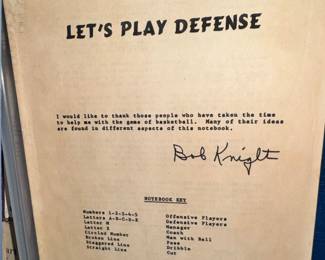 LET'S PLAY DEFENSE
I would like to thank those people who have taken the time
to help me with the game of basketball. Many of their ideas
are found in different aspects of this notebook.
Bob Knight
NOTEBOOK KEY
Numbers 1-2-3-4-5 Offensive Players
Letters A-B-C-D-E Defensive Players
Letter M Manager
Letter X Coach
Circled Number Man with Ball
Broken Line Pass
Staggered Line Dribble
Straight Line Cut